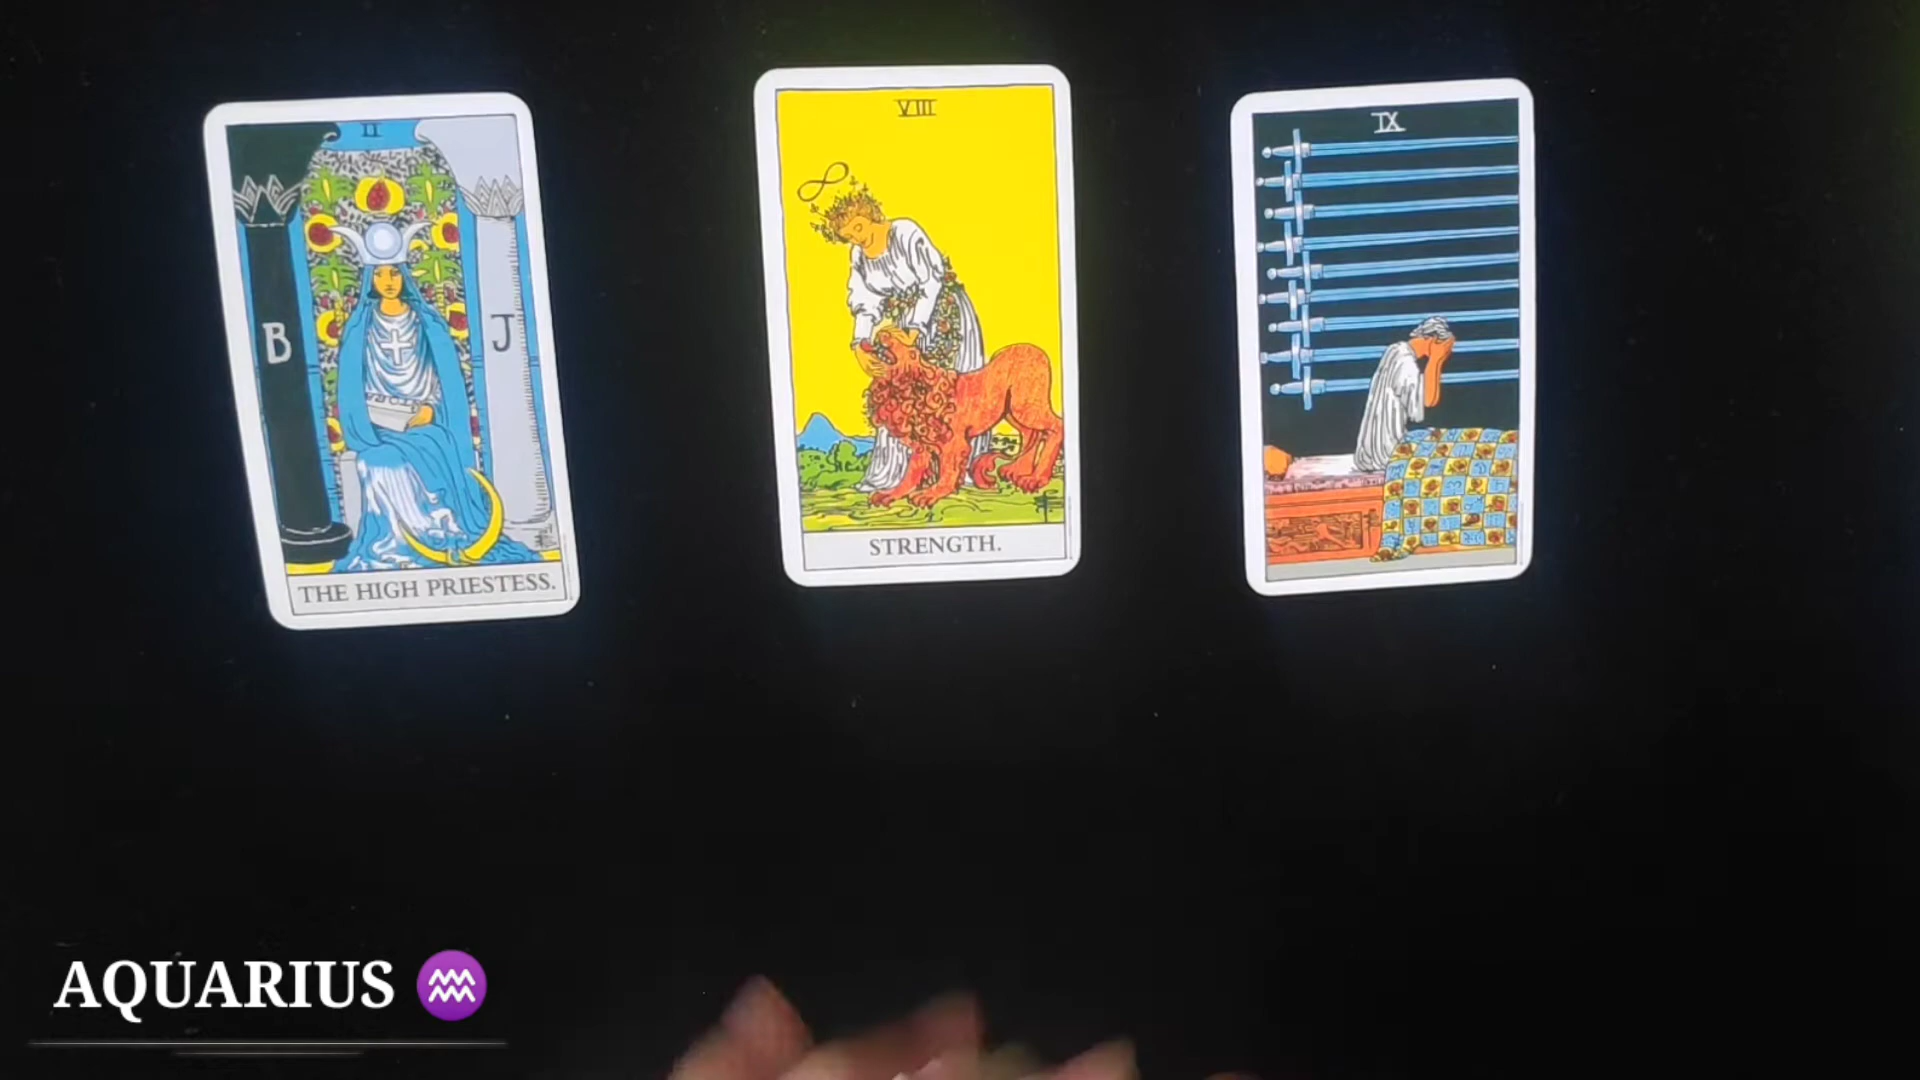 II
B
J
THE HIGH PRIESTESS.
VIII
STRENGTH.
IX
AQUARIUS ♒